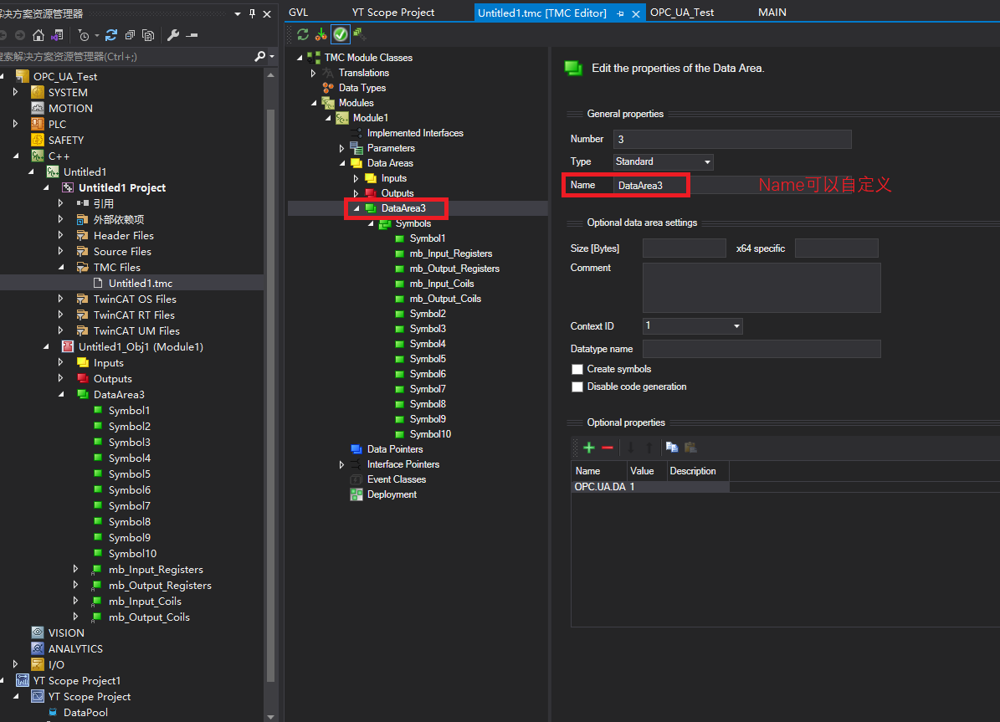 解决方案资源管理器
搜索解决方案资源管理器(Ctrl+;)
OPC_UA_Test
SYSTEM
MOTION
PLC
SAFETY
C++
Untitled1
Untitled1 Project
引用
外部依赖项
Header Files
Source Files
TMC Files
Untitled1.tmc
TwinCAT OS Files
TwinCAT RT Files
TwinCAT UM Files
Untitled1_Obj1 (Module1)
Inputs
Outputs
DataArea3
Symbol1
Symbol2
Symbol3
Symbol4
Symbol5
Symbol6
Symbol7
Symbol8
Symbol9
Symbol10
mb_Input_Registers
mb_Output_Registers
mb_Input_Coils
mb_Output_Coils
VISION
ANALYTICS
I/O
YT Scope Project1
YT Scope Project
DataPool
GVL YT Scope Project Untitled1.tmc [TMC Editor] OPC_UA_Test MAIN
TMC Module Classes
Translations
Data Types
Modules
Module1
Implemented Interfaces
Parameters
Data Areas
Inputs
Outputs
DataArea3
Symbols
Symbol1
mb_Input_Registers
mb_Output_Registers
mb_Input_Coils
mb_Output_Coils
Symbol2
Symbol3
Symbol4
Symbol5
Symbol6
Symbol7
Symbol8
Symbol9
Symbol10
Data Pointers
Interface Pointers
Event Classes
Deployment
Edit the properties of the Data Area.
General properties
Number 3
Type Standard
Name DataArea3 Name可以自定义
Optional data area settings
Size [Bytes] x64 specific
Comment
Context ID 1
Datatype name
Create symbols
Disable code generation
Optional properties
Name Value Description
OPC.UA.DA 1